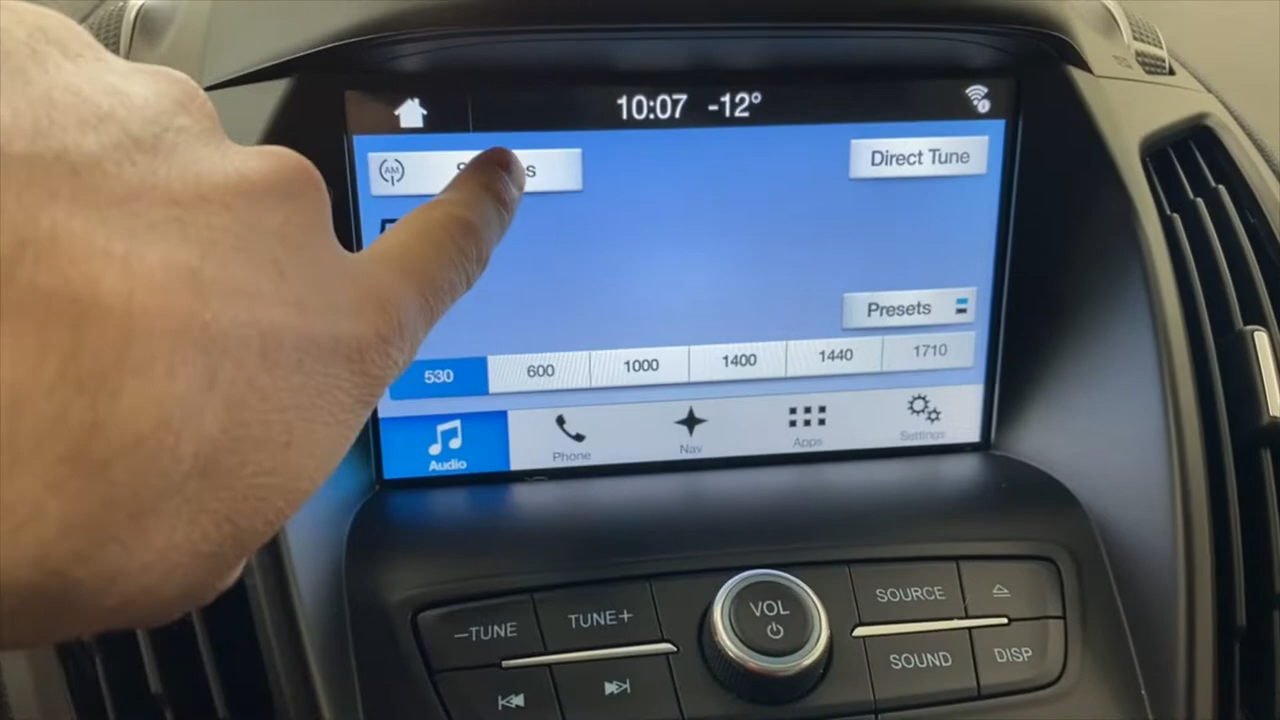 10:07 -12°
AM
Direct Tune
Presets
530 600 1000 1400 1440 1710
Audio Phone Nav Apps Settings
VOL
–TUNE TUNE+ SOURCE
SOUND DISP